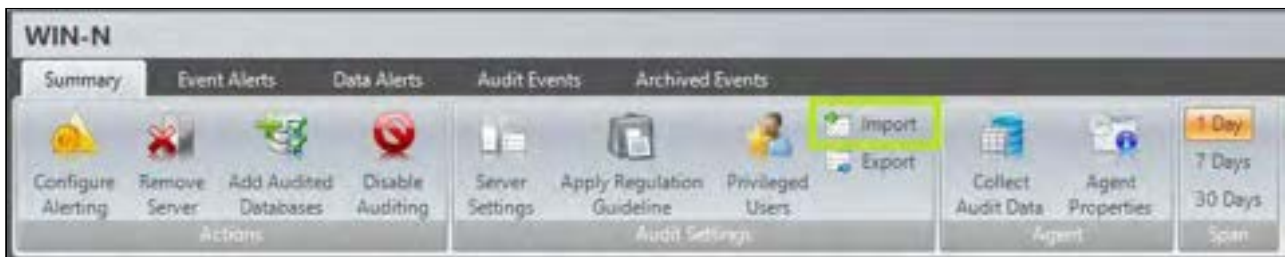 WIN-N
Summary Event Alerts Data Alerts Audit Events Archived Events
Import
Export
1 Day
7 Days
30 Days
Configure Alerting
Remove Server
Add Audited Databases
Disable Auditing
Server Settings
Apply Regulation Guideline
Privileged Users
Collect Audit Data
Agent Properties
Actions Audit Settings Agent Span